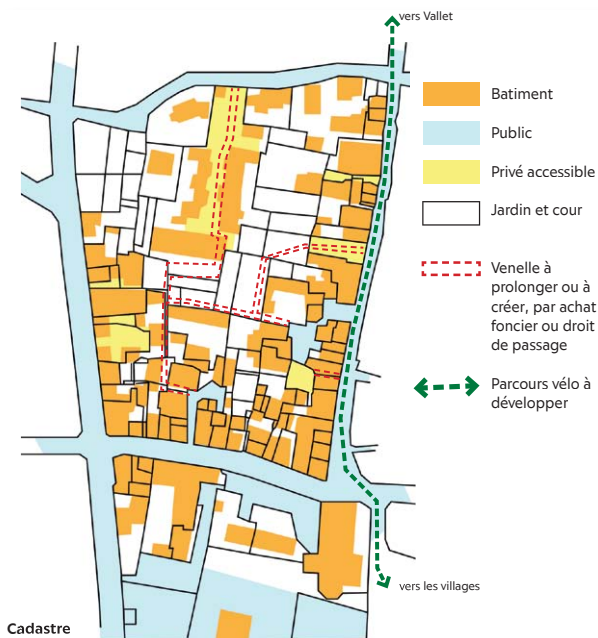 vers Vallet
Batiment
Public
Privé accessible
Jardin et cour
Venelle à
prolonger ou à
créer, par achat
foncier ou droit
de passage
Parcours vélo à
développer
vers les villages
Cadastre